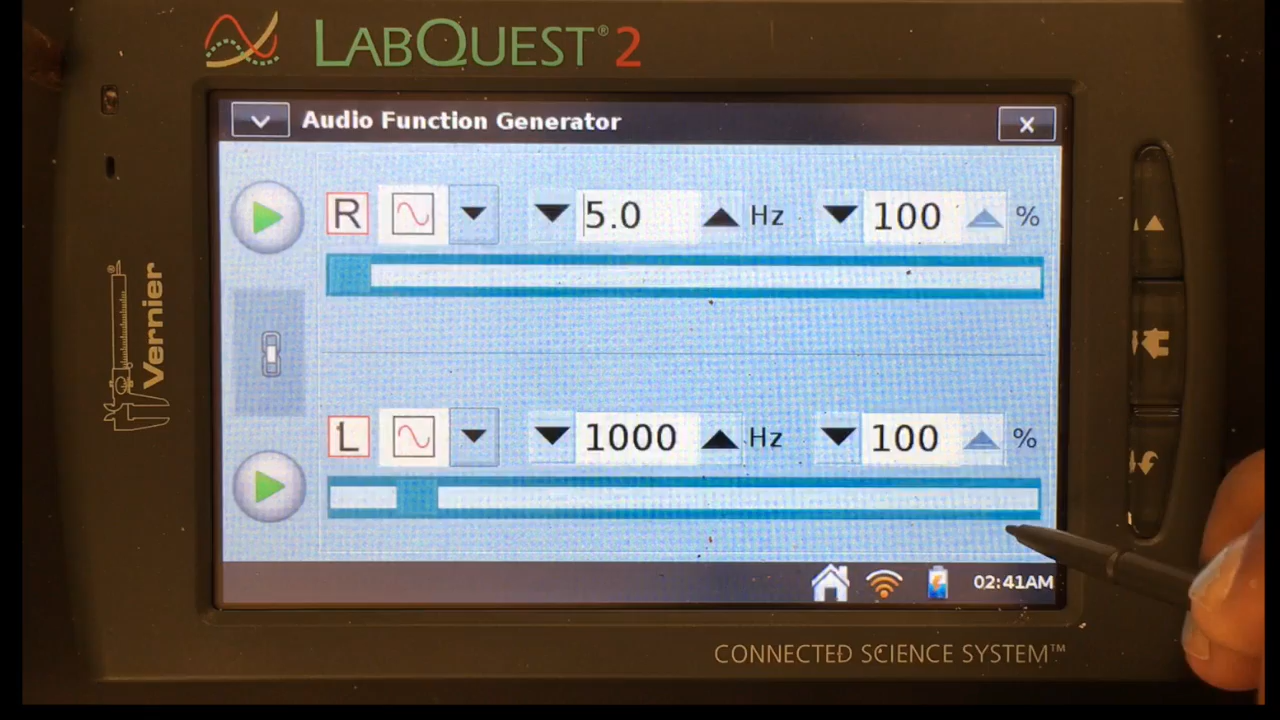 LABQUEST® 2
Audio Function Generator X
R 5.0 Hz 100 %
L 1000 Hz 100 %
02:41AM
Vernier
CONNECTED SCIENCE SYSTEM™